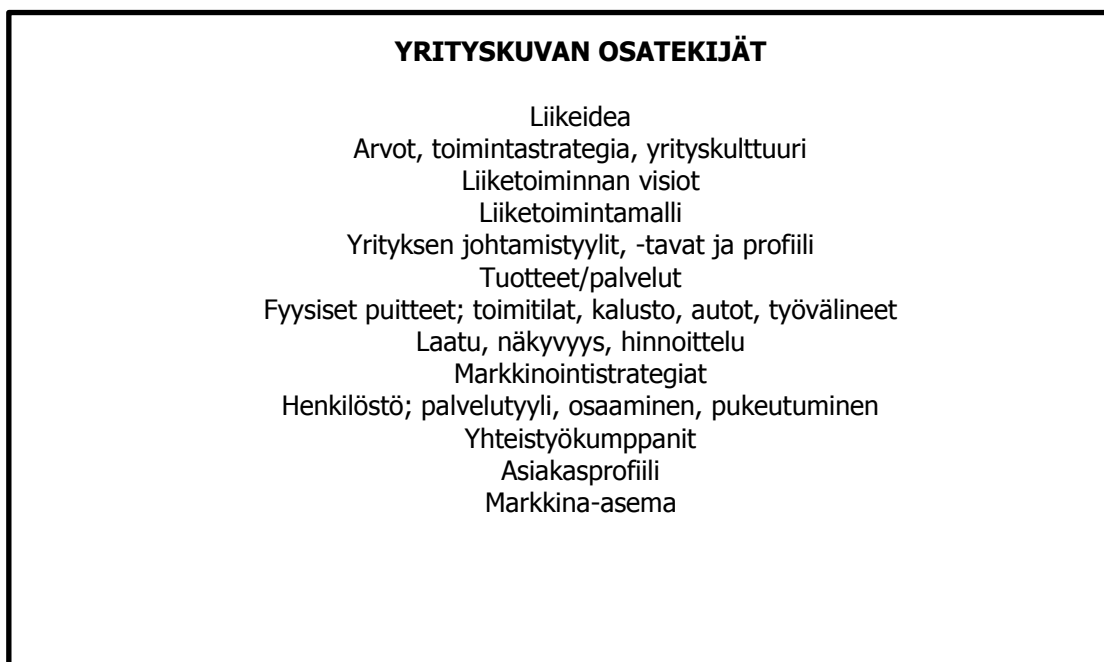 YRITYSKUVAN OSATEKIJÄT
Liikeidea
Arvot, toimintastrategia, yrityskulttuuri
Liiketoiminnan visiot
Liiketoimintamalli
Yrityksen johtamistyylit, -tavat ja profiili
Tuotteet/palvelut
Fyysiset puitteet; toimitilat, kalusto, autot, työvälineet
Laatu, näkyvyys, hinnoittelu
Markkinointistrategiat
Henkilöstö; palvelutyyli, osaaminen, pukeutuminen
Yhteistyökumppanit
Asiakasprofiili
Markkina-asema